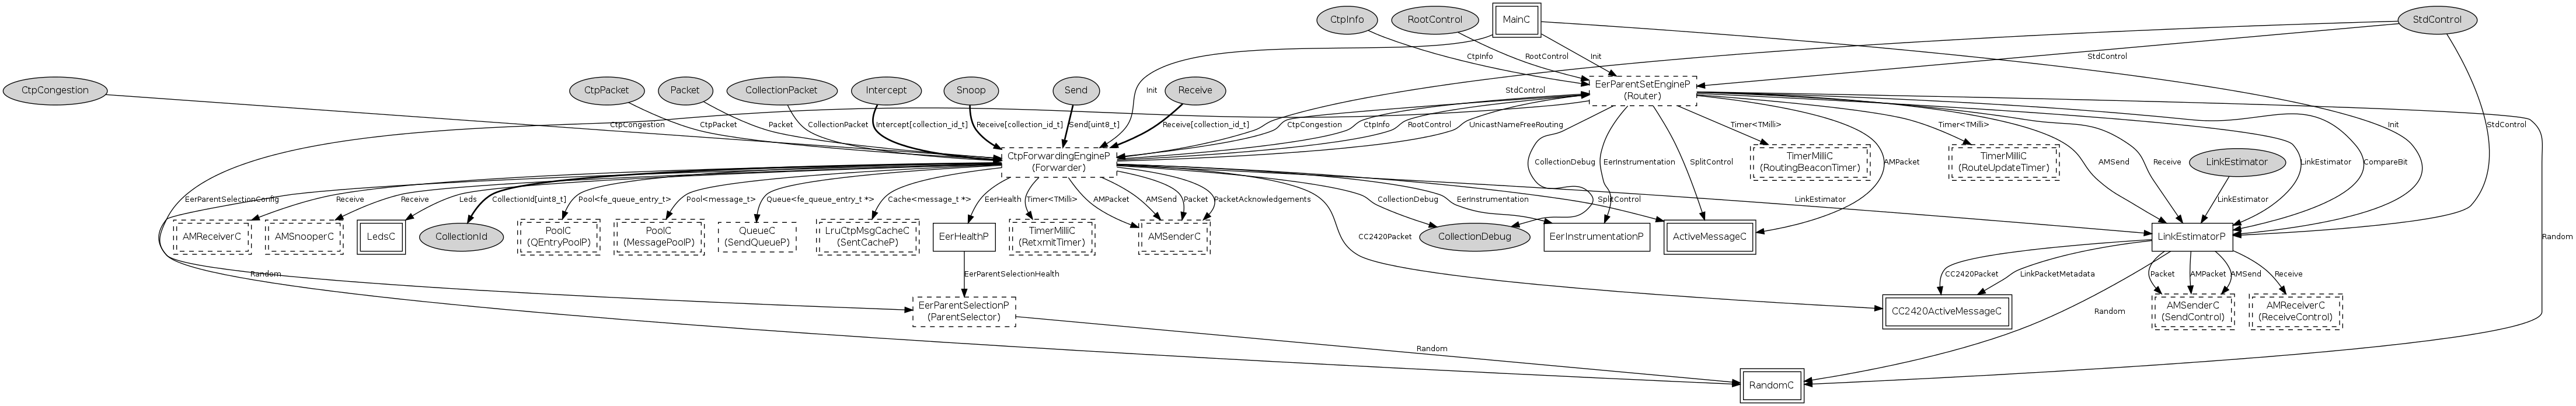 CtpInfo
RootControl
MainC
StdControl
CtpInfo
RootControl
Init
StdControl
CtpCongestion
CtpPacket
Packet
CollectionPacket
Intercept
Snoop
Send
Receive
Init
StdControl
EerParentSetEngineP
(Router)
Init
StdControl
CtpCongestion
CtpPacket
Packet
CollectionPacket
Intercept[collection_id_t]
Receive[collection_id_t]
Send[uint8_t]
Receive[collection_id_t]
CtpCongestion
CtpInfo
RootControl
UnicastNameFreeRouting
Timer<TMilli>
Timer<TMilli>
CtpForwardingEngineP
(Forwarder)
CollectionDebug
EerInstrumentation
SplitControl
AMPacket
TimerMilliC
(RoutingBeaconTimer)
TimerMilliC
(RouteUpdateTimer)
AMSend
Receive
LinkEstimator
CompareBit
LinkEstimator
EerParentSelectionConfig
Receive
Receive
Leds
CollectionId[uint8_t]
Pool<fe_queue_entry_t>
Pool<message_t>
Queue<fe_queue_entry_t *>
Cache<message_t *>
EerHealth
Timer<TMilli>
AMPacket
AMSend
Packet
PacketAcknowledgements
CollectionDebug
EerInstrumentation
SplitControl
LinkEstimator
LinkEstimator
AMReceiverC
AMSnooperC
LedsC
CollectionId
PoolC
(QEntryPoolP)
PoolC
(MessagePoolP)
QueueC
(SendQueueP)
LruCtpMsgCacheC
(SentCacheP)
EerHealthP
TimerMilliC
(RetxmitTimer)
AMSenderC
CC2420Packet
CollectionDebug
EerInstrumentationP
ActiveMessageC
LinkEstimatorP
Random
Random
EerParentSelectionHealth
CC2420Packet
LinkPacketMetadata
Packet
AMPacket
AMSend
Receive
EerParentSelectionP
(ParentSelector)
CC2420ActiveMessageC
Random
AMSenderC
(SendControl)
AMReceiverC
(ReceiveControl)
Random
RandomC